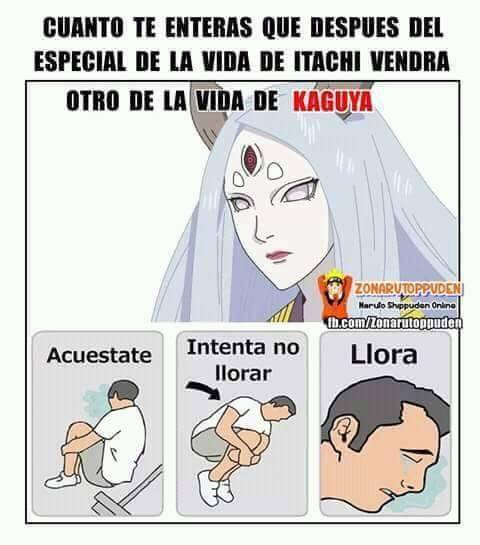 CUANTO TE ENTERAS QUE DESPUES DEL
ESPECIAL DE LA VIDA DE ITACHI VENDRA
OTRO DE LA VIDA DE KAGUYA
ZONARUTOPPUDEN
Naruto Shippuden Online
fb.com/Zonarutoppuden
Acuestate
Intenta no
llorar
Llora